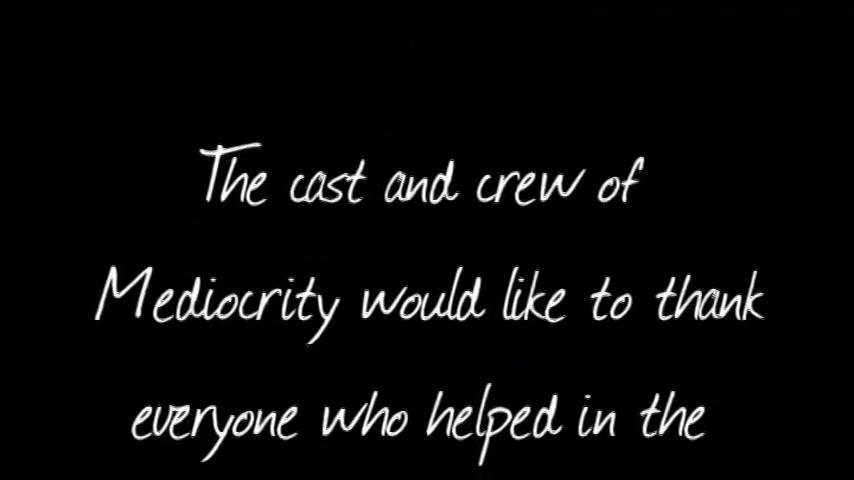 The cast and crew of
Mediocrity would like to thank
everyone who helped in the